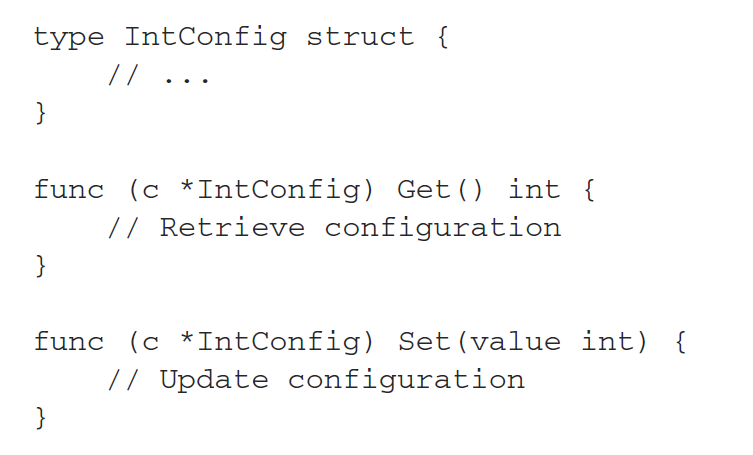 type IntConfig struct {
    // ...
}

func (c *IntConfig) Get() int {
    // Retrieve configuration
}

func (c *IntConfig) Set(value int) {
    // Update configuration
}